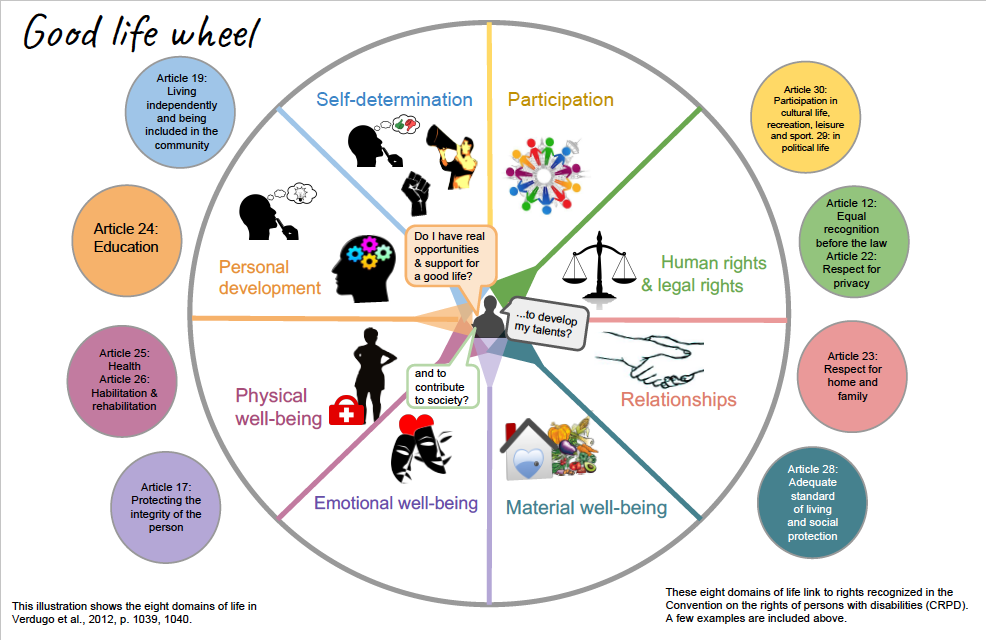 Good life wheel
Article 19:
Living
independently
and being
included in the
community
Article 24:
Education
Article 25:
Health
Article 26:
Habilitation &
rehabilitation
Article 17:
Protecting the
integrity of the
person
Self-determination
Participation
Personal
development
Human rights
& legal rights
Do I have real
opportunities
& support for
a good life?
...to develop
my talents?
and to
contribute
to society?
Physical
well-being
Relationships
Emotional well-being
Material well-being
Article 30:
Participation in
cultural life,
recreation, leisure
and sport. 29: in
political life
Article 12:
Equal
recognition
before the law
Article 22:
Respect for
privacy
Article 23:
Respect for
home and
family
Article 28:
Adequate
standard
of living
and social
protection
This illustration shows the eight domains of life in
Verdugo et al., 2012, p. 1039, 1040.
These eight domains of life link to rights recognized in the
Convention on the rights of persons with disabilities (CRPD).
A few examples are included above.